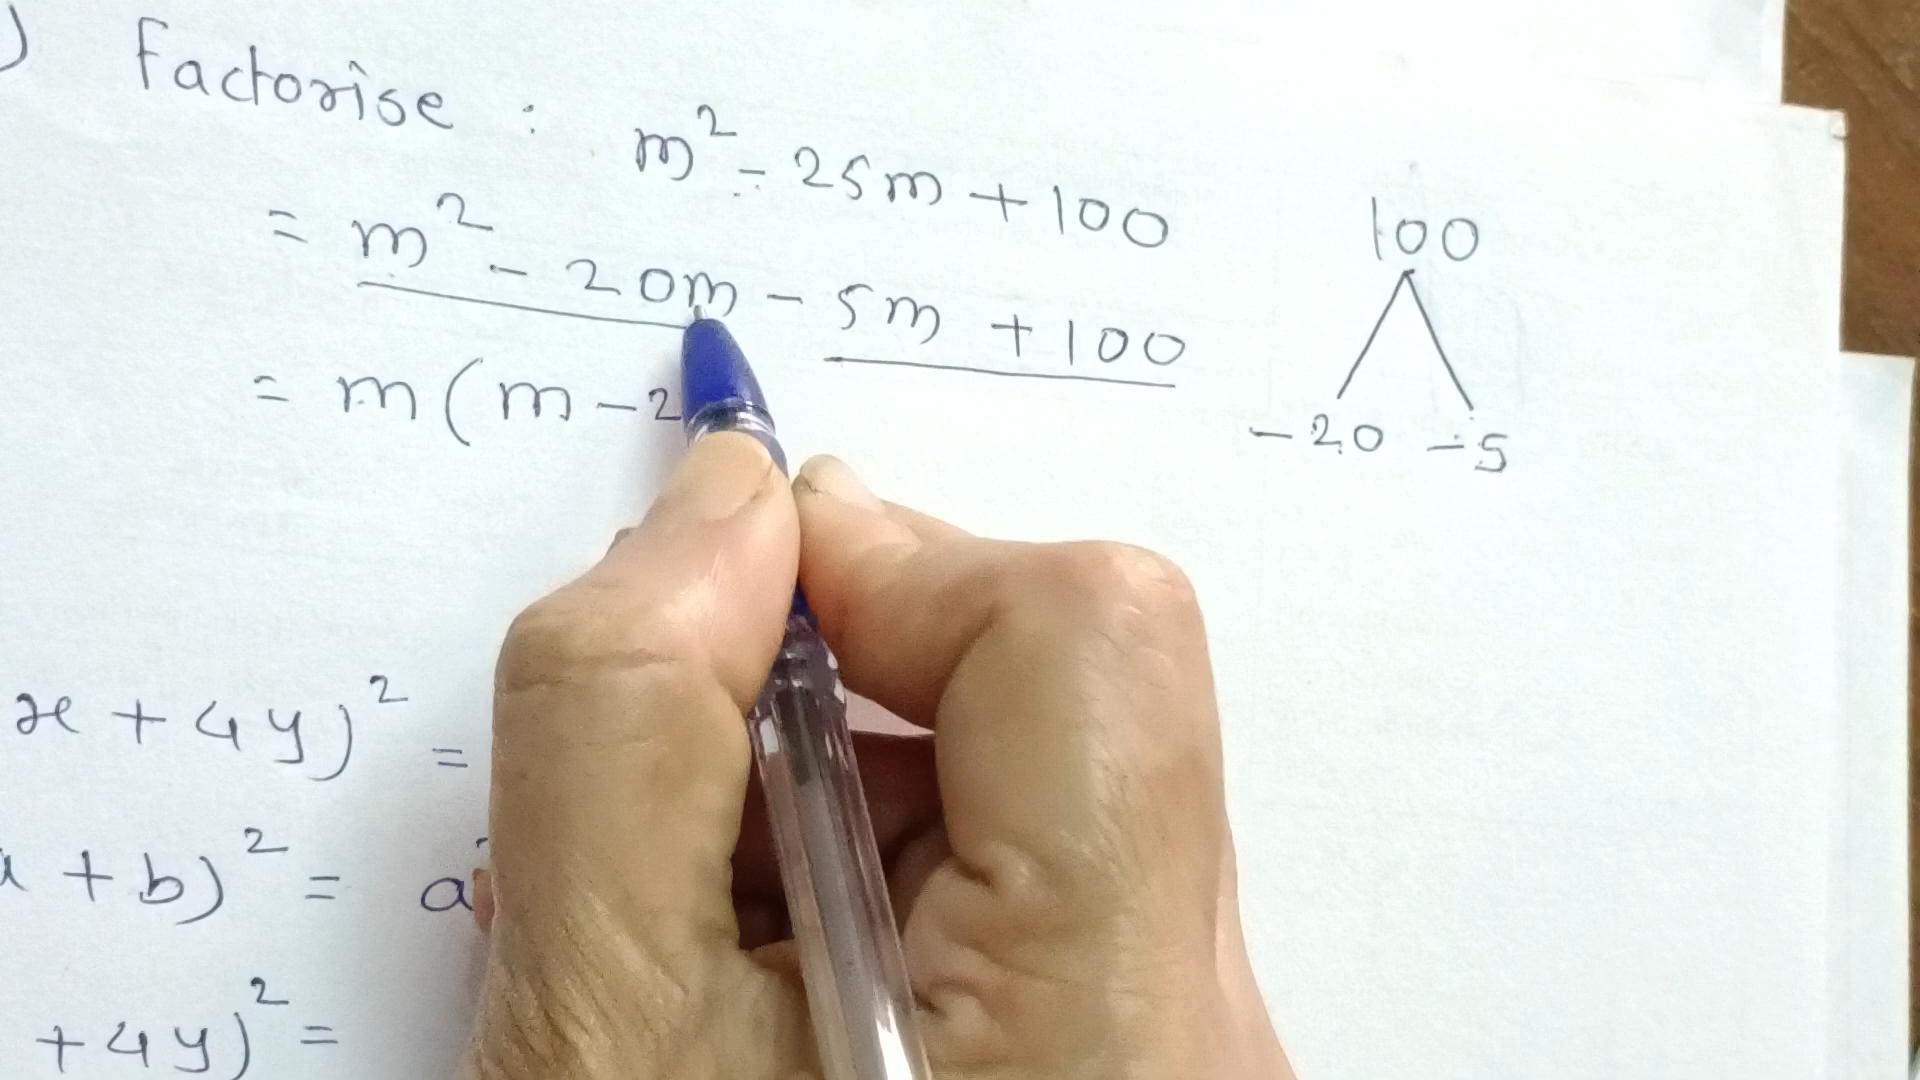 ) Factorise : m² - 25m + 100
= m² - 20m - 5m + 100
= m ( m - 2
100
- 20 - 5
x + 4y)² =
+ b)² = a
+ 4y)² =